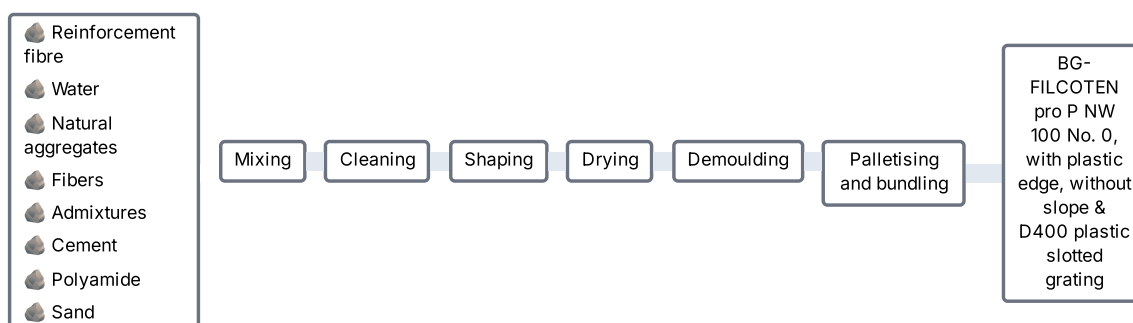 Reinforcement
fibre
Water
Natural
aggregates
Fibers
Admixtures
Cement
Polyamide
Sand
Mixing
Cleaning
Shaping
Drying
Demoulding
Palletising
and bundling
BG-
FILCOTEN
pro P NW
100 No. 0,
with plastic
edge, without
slope &
D400 plastic
slotted
grating